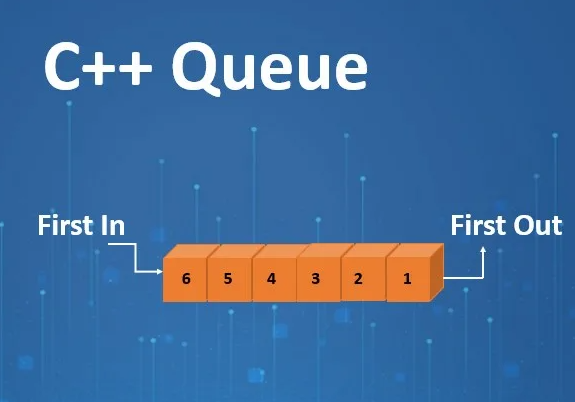 C++ Queue
First In
First Out
6 5 4 3 2 1